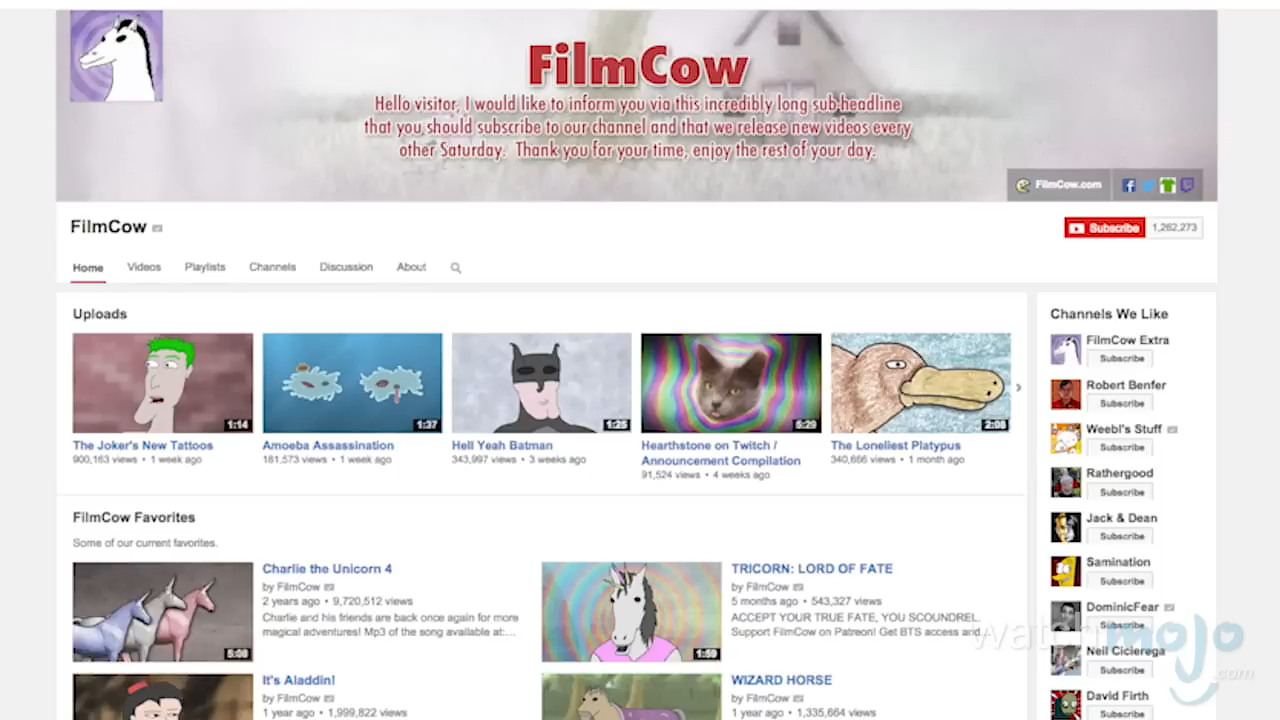 FilmCow
Hello visitor, I would like to inform you via this incredibly long sub-headline
that you should subscribe to our channel and that we release new videos every
other Saturday. Thank you for your time, enjoy the rest of your day.
FilmCow.com
FilmCow
Subscribe 1,262,273
Home Videos Playlists Channels Discussion About
Uploads
1:14
1:37
1:25
5:29
2:08
The Joker's New Tattoos
900,163 views • 1 week ago
Amoeba Assassination
181,573 views • 1 week ago
Hell Yeah Batman
343,997 views • 3 weeks ago
Hearthstone on Twitch /
Announcement Compilation
91,524 views • 4 weeks ago
The Loneliest Platypus
340,666 views • 1 month ago
FilmCow Favorites
Some of our current favorites.
5:08
Charlie the Unicorn 4
by FilmCow
2 years ago • 9,720,512 views
Charlie and his friends are back once again for more
magical adventures! Mp3 of the song available at:...
1:59
TRICORN: LORD OF FATE
by FilmCow
5 months ago • 543,327 views
ACCEPT YOUR TRUE FATE, YOU SCOUNDREL.
Support FilmCow on Patreon! Get BTS access and...
It's Aladdin!
by FilmCow
1 year ago • 1,999,822 views
WIZARD HORSE
by FilmCow
1 year ago • 1,335,664 views
Channels We Like
FilmCow Extra
Subscribe
Robert Benfer
Subscribe
Weebl's Stuff
Subscribe
Rathergood
Subscribe
Jack & Dean
Subscribe
Samination
Subscribe
DominicFear
Subscribe
Neil Cicierega
Subscribe
David Firth
Subscribe
watchmojo
.com